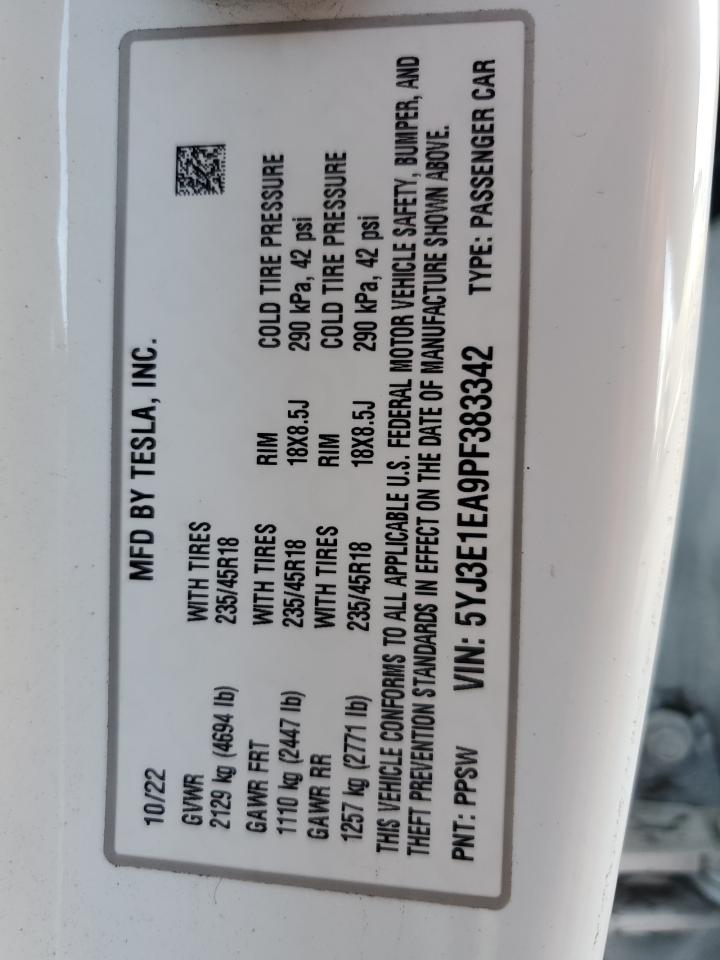 10/22 MFD BY TESLA, INC.
GVWR WITH TIRES
2129 kg (4694 lb) 235/45R18
GAWR FRT WITH TIRES RIM COLD TIRE PRESSURE
1110 kg (2447 lb) 235/45R18 18X8.5J 290 kPa, 42 psi
GAWR RR WITH TIRES RIM COLD TIRE PRESSURE
1257 kg (2771 lb) 235/45R18 18X8.5J 290 kPa, 42 psi
THIS VEHICLE CONFORMS TO ALL APPLICABLE U.S. FEDERAL MOTOR VEHICLE SAFETY, BUMPER, AND
THEFT PREVENTION STANDARDS IN EFFECT ON THE DATE OF MANUFACTURE SHOWN ABOVE.
PNT: PPSW VIN: 5YJ3E1EA9PF383342 TYPE: PASSENGER CAR